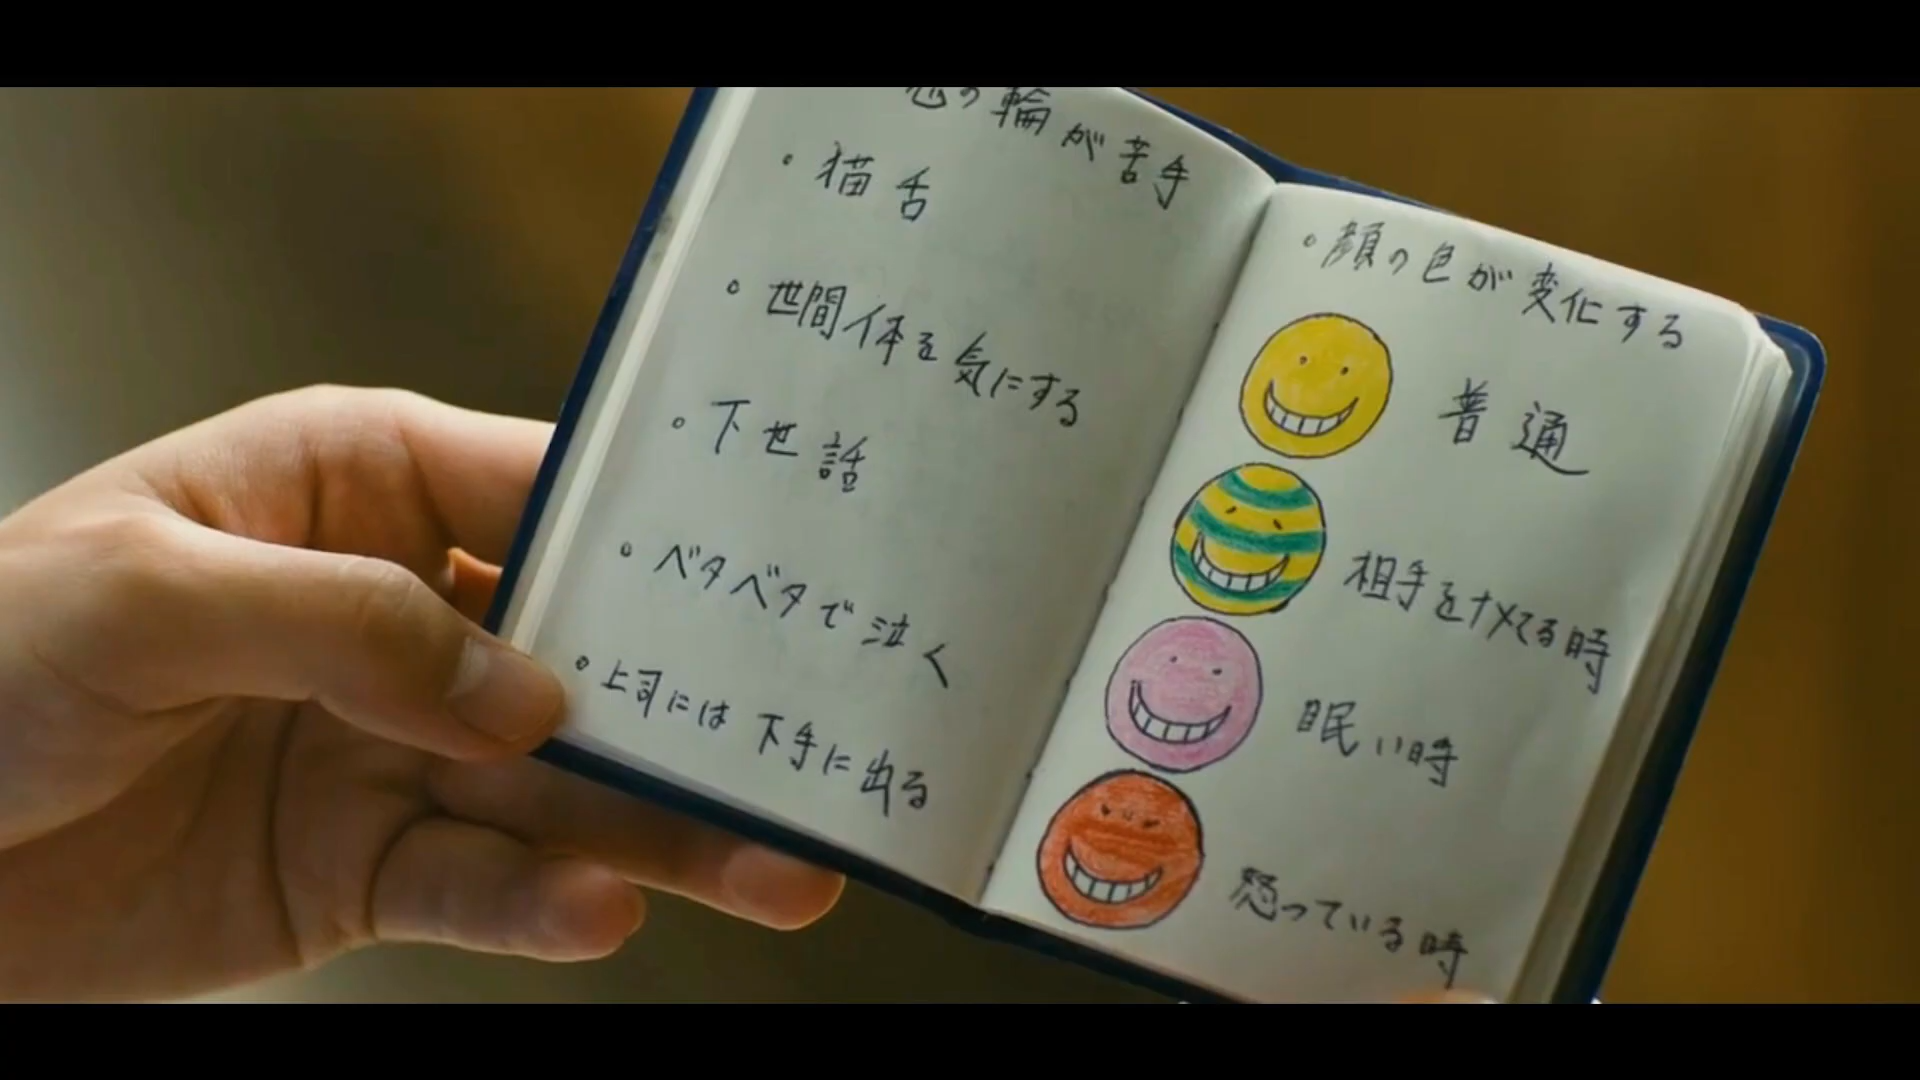 の輪が苦手
・猫舌
・世間体を気にする
・下世話
・ベタベタで泣く
・上司には下手に出る
・顔の色が変化する
普通
相手をナメてる時
眠い時
怒っている時